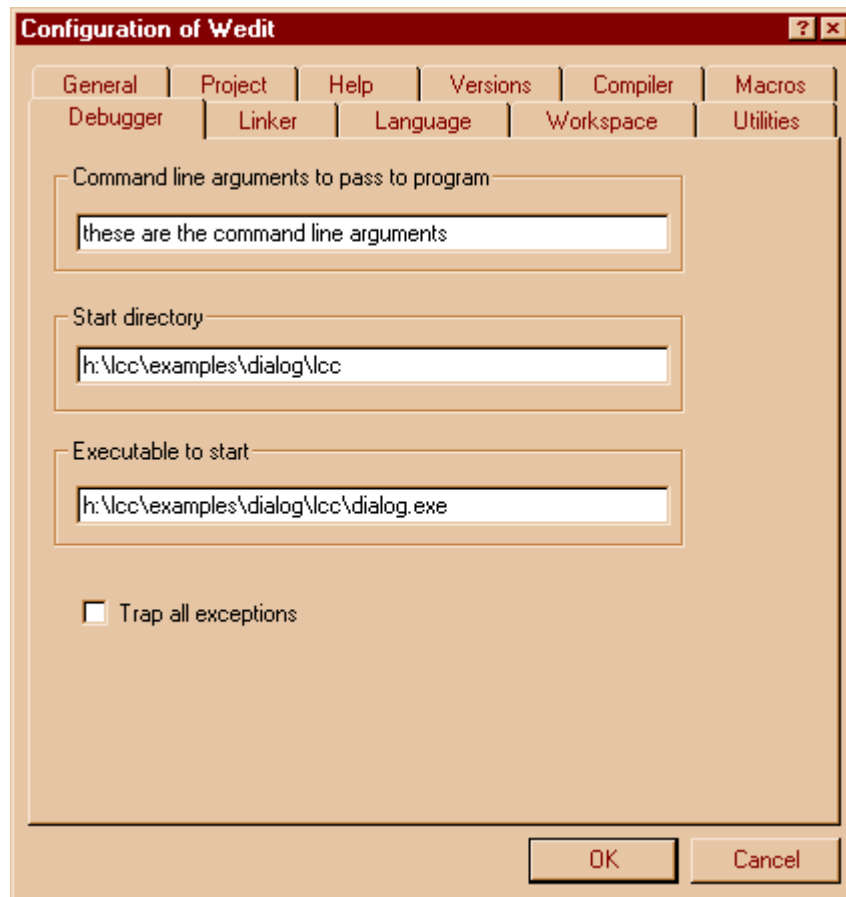 Configuration of Wedit
General Project Help Versions Compiler Macros
Debugger Linker Language Workspace Utilities
Command line arguments to pass to program
these are the command line arguments
Start directory
h:\lcc\examples\dialog\lcc
Executable to start
h:\lcc\examples\dialog\lcc\dialog.exe
Trap all exceptions
OK Cancel